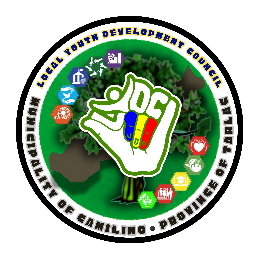 LOCAL YOUTH DEVELOPMENT COUNCIL
LYDC
MUNICIPALITY OF CAMILING • PROVINCE OF TARLAC